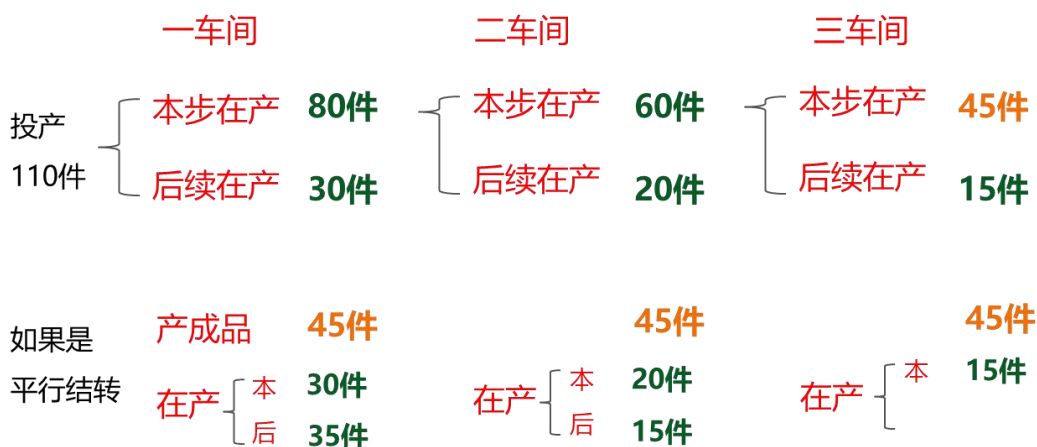 一车间 二车间 三车间
投产 本步在产 80件 本步在产 60件 本步在产 45件
110件 后续在产 30件 后续在产 20件 后续在产 15件
如果是 产成品 45件 45件 45件
平行结转 在产 本 30件 在产 本 20件 在产 本 15件
后 35件 后 15件